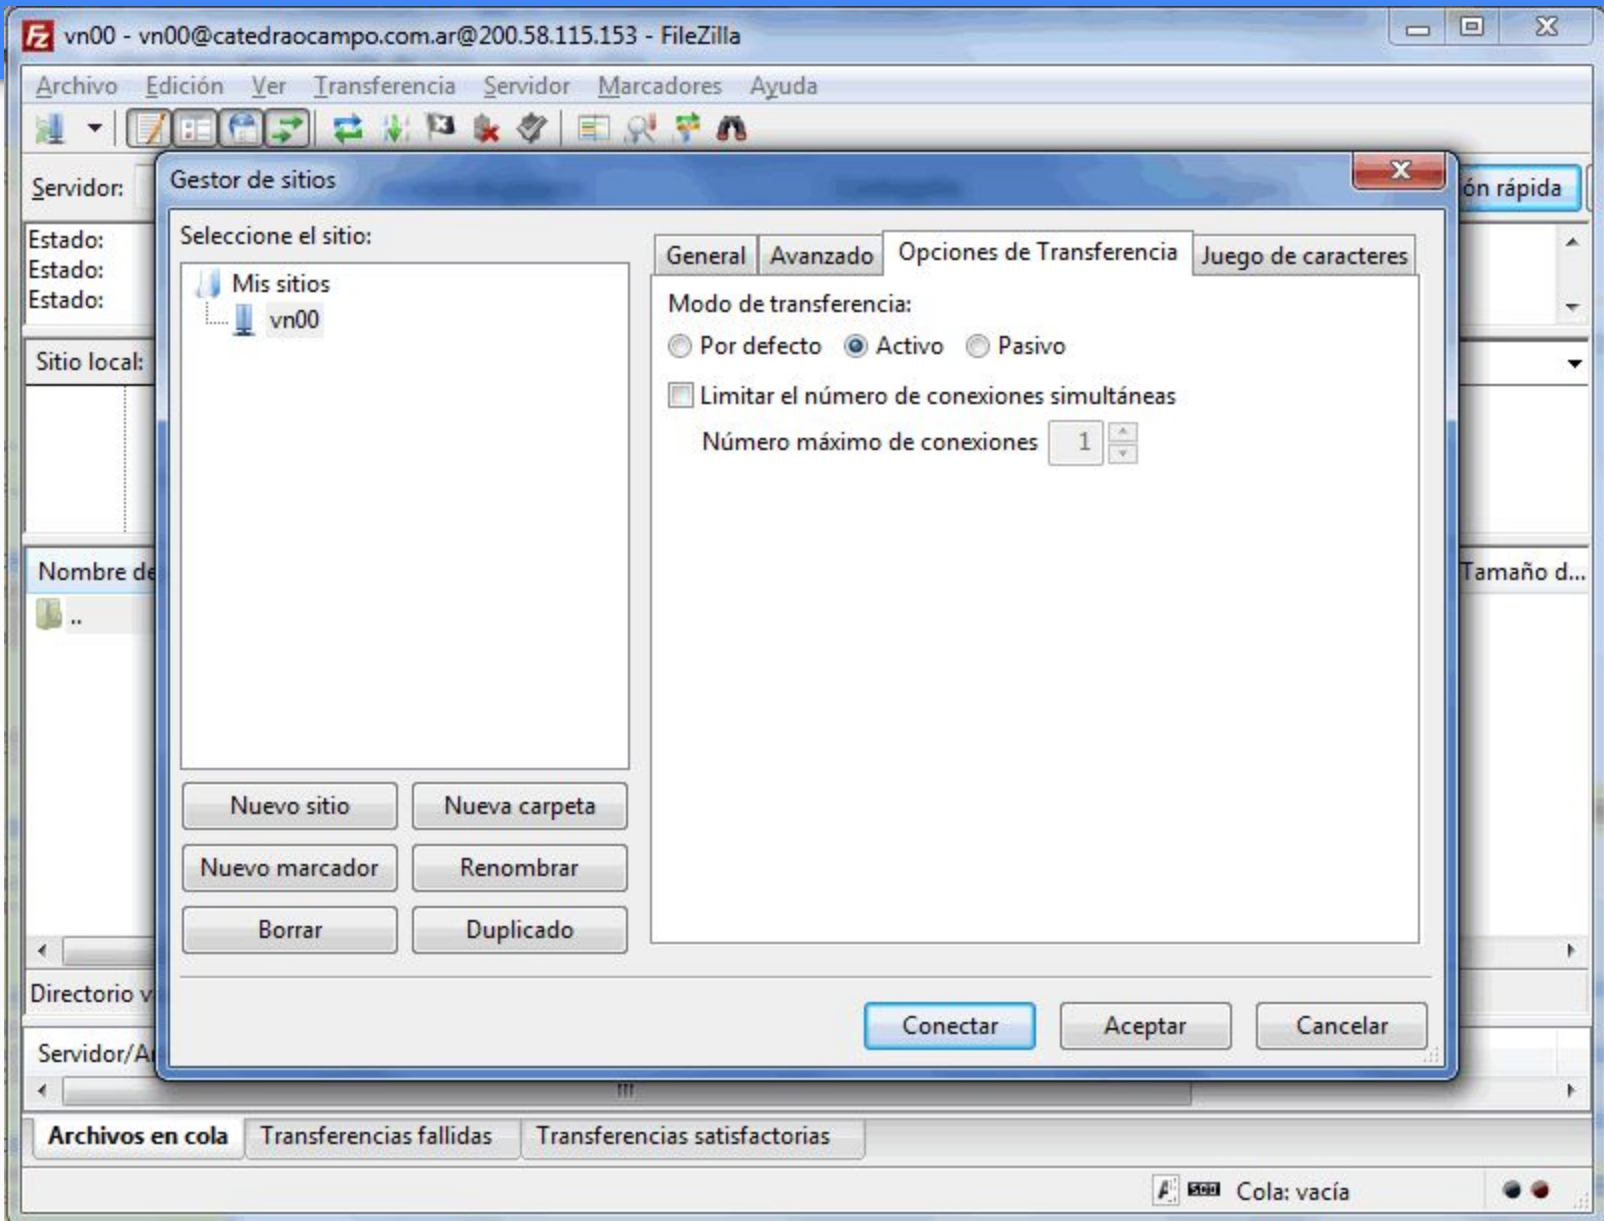 vn00 - vn00@catedraocampo.com.ar@200.58.115.153 - FileZilla
Archivo Edición Ver Transferencia Servidor Marcadores Ayuda
Servidor:
ón rápida
Gestor de sitios
Estado:
Estado:
Estado:
Sitio local:
Nombre de
Tamaño d...
..
Directorio v
Servidor/A
Seleccione el sitio:
Mis sitios
vn00
Nuevo sitio Nueva carpeta
Nuevo marcador Renombrar
Borrar Duplicado
General Avanzado Opciones de Transferencia Juego de caracteres
Modo de transferencia:
Por defecto Activo Pasivo
Limitar el número de conexiones simultáneas
Número máximo de conexiones 1
Conectar Aceptar Cancelar
Archivos en cola Transferencias fallidas Transferencias satisfactorias
Cola: vacía